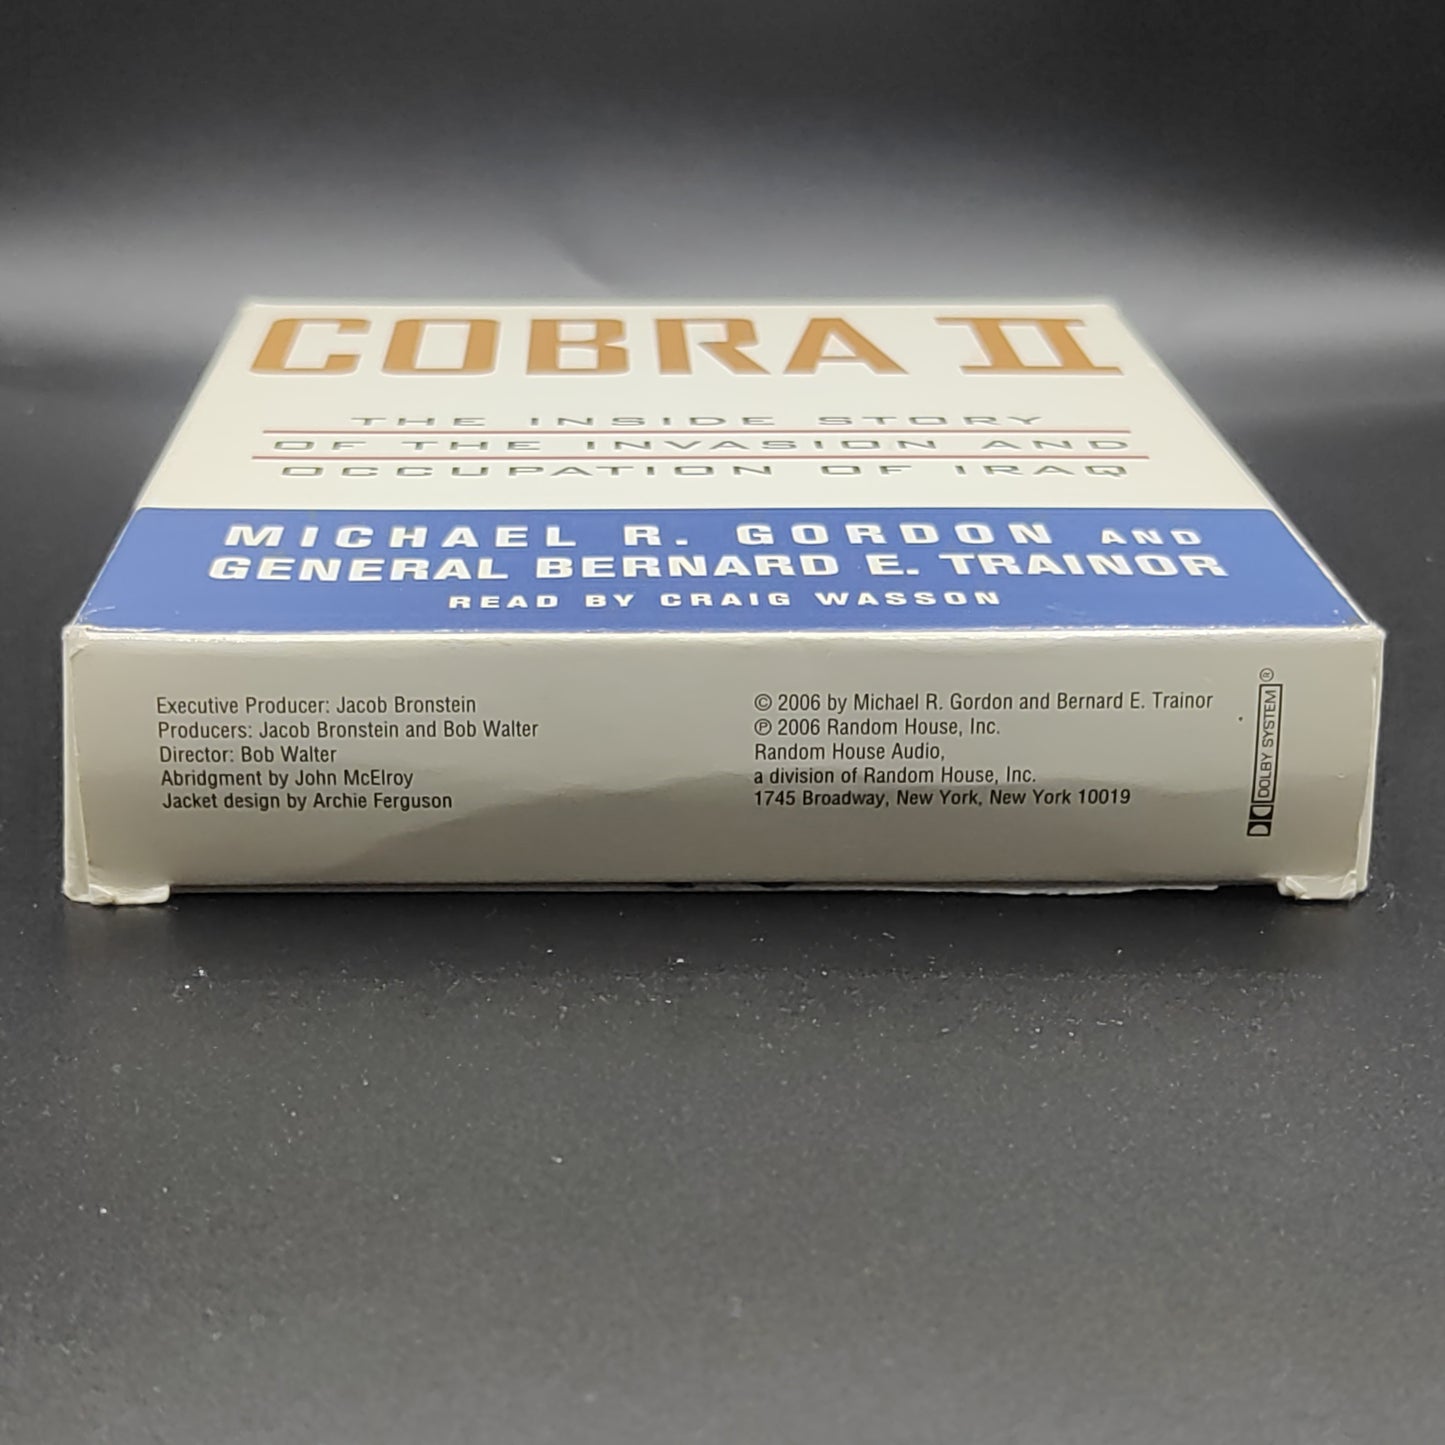 COBRA II
THE INSIDE STORY
OF THE INVASION AND
OCCUPATION OF IRAQ
MICHAEL R. GORDON AND
GENERAL BERNARD E. TRAINOR
READ BY CRAIG WASSON
Executive Producer: Jacob Bronstein
Producers: Jacob Bronstein and Bob Walter
Director: Bob Walter
Abridgment by John McElroy
Jacket design by Archie Ferguson
© 2006 by Michael R. Gordon and Bernard E. Trainor
℗ 2006 Random House, Inc.
Random House Audio,
a division of Random House, Inc.
1745 Broadway, New York, New York 10019
DOLBY SYSTEM ®